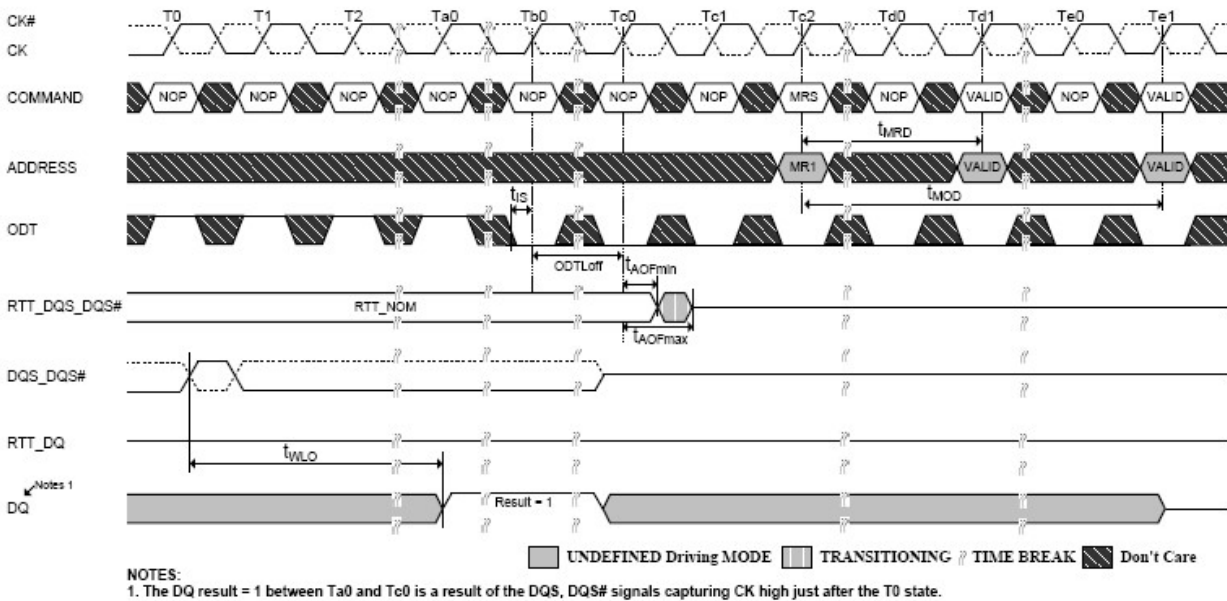 CK# T0 T1 T2 Ta0 Tb0 Tc0 Tc1 Tc2 Td0 Td1 Te0 Te1
CK
COMMAND NOP NOP NOP NOP NOP NOP NOP MRS NOP VALID NOP VALID
tMRD
ADDRESS MR1 VALID VALID
tIS tMOD
ODT
ODTLoff tAOFmin
RTT_DQS_DQS# RTT_NOM
tAOFmax
DQS_DQS#
RTT_DQ
tWLO
Notes 1
DQ Result = 1
UNDEFINED Driving MODE TRANSITIONING TIME BREAK Don't Care
NOTES:
1. The DQ result = 1 between Ta0 and Tc0 is a result of the DQS, DQS# signals capturing CK high just after the T0 state.